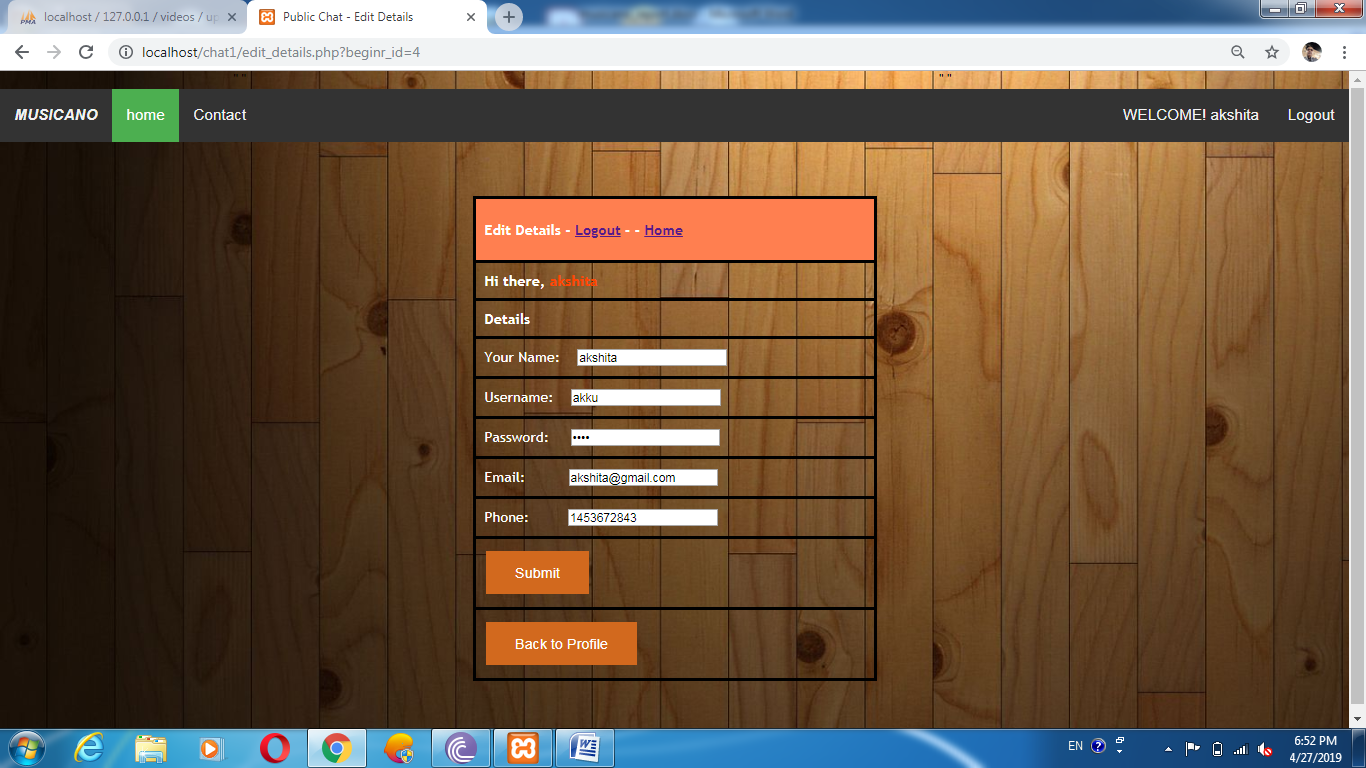 localhost / 127.0.0.1 / videos / up
Public Chat - Edit Details
localhost/chat1/edit_details.php?beginr_id=4
" "
" "
MUSICANO home Contact WELCOME! akshita Logout
Edit Details - Logout - - Home
Hi there, akshita
Details
Your Name: akshita
Username: akku
Password: ••••
Email: akshita@gmail.com
Phone: 1453672843
Submit
Back to Profile
EN
6:52 PM
4/27/2019